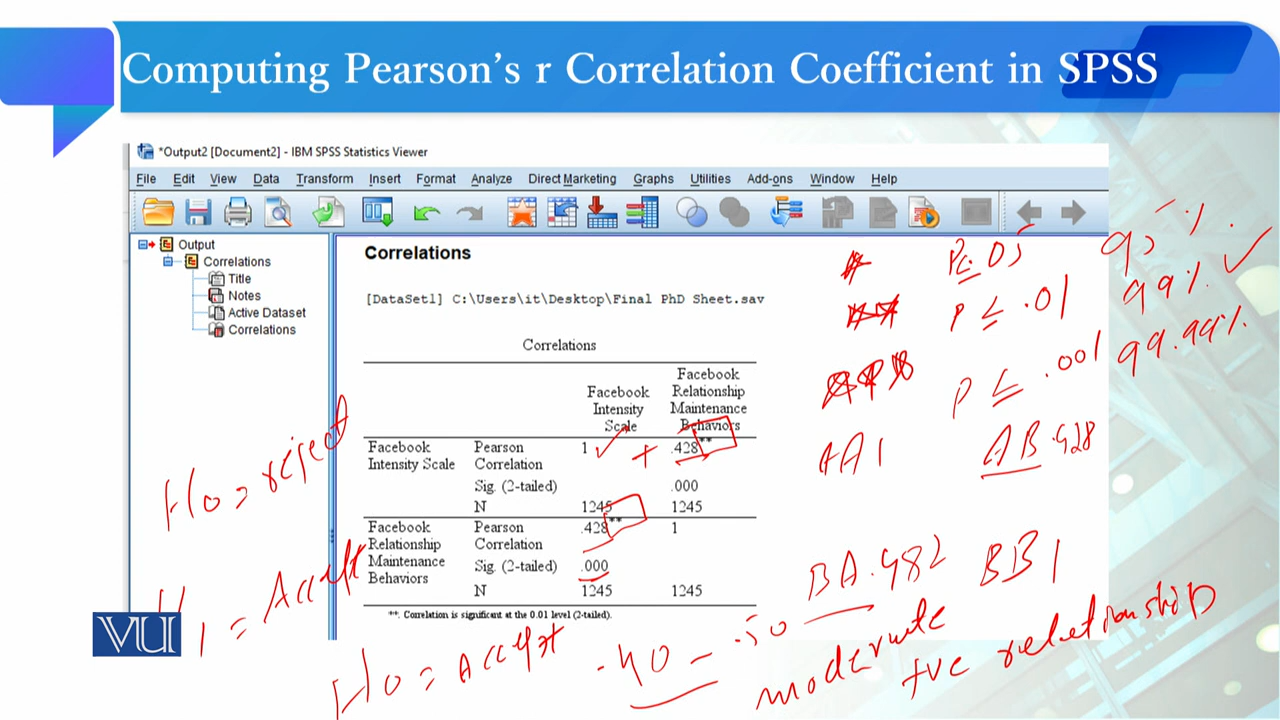 Computing Pearson's r Correlation Coefficient in SPSS
*Output2 [Document2] - IBM SPSS Statistics Viewer
File Edit View Data Transform Insert Format Analyze Direct Marketing Graphs Utilities Add-ons Window Help
Output
Correlations
Title
Notes
Active Dataset
Correlations
Correlations
[DataSet1] C:\Users\it\Desktop\Final PhD Sheet.sav
Correlations
Facebook Intensity Scale
Facebook Relationship Maintenance Behaviors
Facebook Intensity Scale
Pearson Correlation 1 .428**
Sig. (2-tailed) .000
N 1245 1245
Facebook Relationship Maintenance Behaviors
Pearson Correlation .428** 1
Sig. (2-tailed) .000
N 1245 1245
**. Correlation is significant at the 0.01 level (2-tailed).
* P≤.05 95%.
** P≤.01 99%
*** P≤.001 99.99%.
AA1 AB.428
+
BA.482 BB1
H0 = reject
H1 = Accept
H0 = Accept
.40 – .50
moderate
+ve relationship
VU